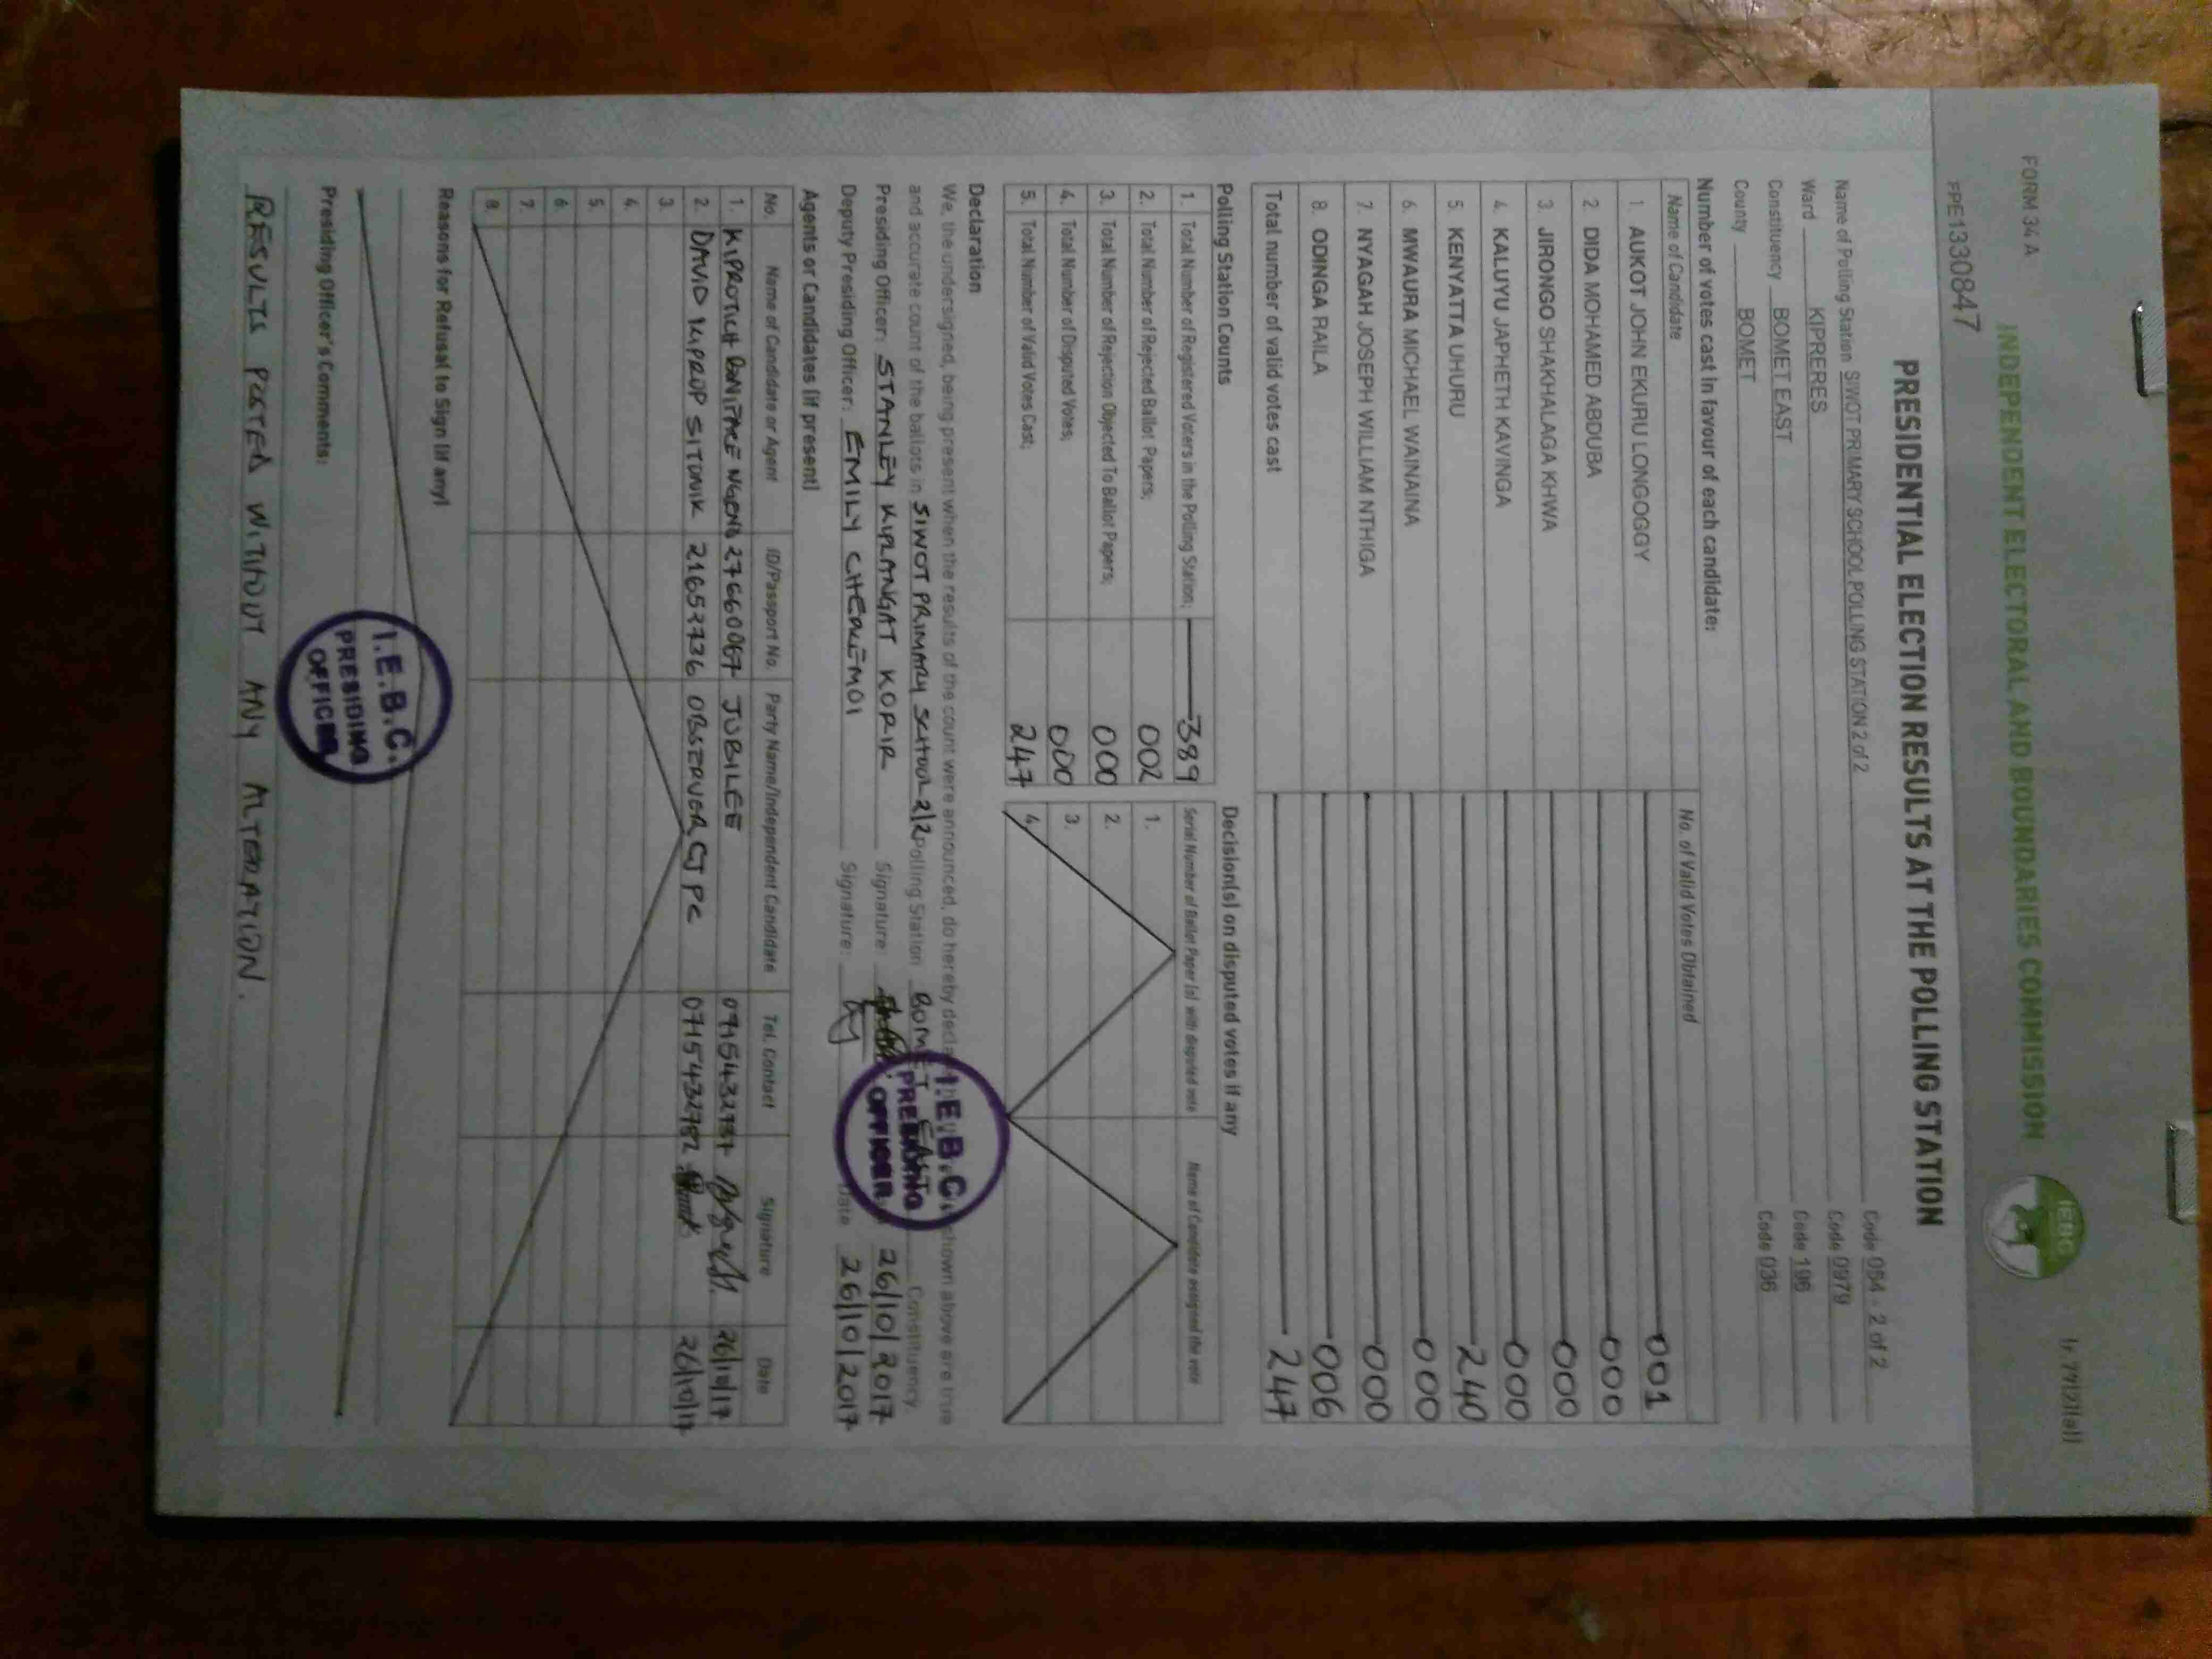 FORM 34 A
INDEPENDENT ELECTORAL AND BOUNDARIES COMMISSION
IEBC
PPE130847
PRESIDENTIAL ELECTION RESULTS AT THE POLLING STATION
Name of Polling Station SIWOT PRIMARY SCHOOL POLLING STATION 2 of 2 Code 064 - 2 of 2
Ward KIPRERES Code 0979
Constituency BOMET EAST Code 196
County BOMET Code 036
Number of votes cast in favour of each candidate:
Name of Candidate No. of Valid Votes Obtained
1. AUKOT JOHN EKURU LONGOGGY 001
2. DIDA MOHAMED ABDUBA 000
3. JIRONGO SHAKHALAGA KHWA 000
4. KALUYU JAPHETH KAVINGA 000
5. KENYATTA UHURU 240
6. MWAURA MICHAEL WAINAINA 000
7. NYAGAH JOSEPH WILLIAM NTHIGA 000
8. ODINGA RAILA 006
Total number of valid votes cast 247
Polling Station Counts
1. Total Number of Registered Voters in the Polling Station; 389
2. Total Number of Rejected Ballot Papers; 002
3. Total Number of Rejection Objected To Ballot Papers; 000
4. Total Number of Disputed Votes; 000
5. Total Number of Valid Votes Cast; 247
Decision(s) on disputed votes if any
Serial Number of Ballot Paper (s) with disputed vote Name of Candidate assigned the vote
1.
2.
3.
4.
Declaration
We, the undersigned, being present when the results of the count were announced, do hereby shown above are true
and accurate count of the ballots in SIWOT PRIMARY SCHOOL 2/2 Polling Station BOMET EAST Constituency.
Presiding Officer: STANLEY KIPLANGAT KORIR Signature: 26/10/2017
Deputy Presiding Officer: EMILY CHEPKEMOI Signature: Date 26/10/2017
I.E.B.C. PRESIDING OFFICER
Agents or Candidates (if present)
No. Name of Candidate or Agent ID/Passport No. Party Name/Independent Candidate Tel. Contact Signature Date
1. KIPROTICH BONIFACE NGENO 27660067 JUBILEE 26/10/17
2. DAVID KIPROP SITONIK 21652736 OBSERVER CJPC 0715432782 26/10/17
3.
4.
5.
6.
7.
8.
Reasons for Refusal to Sign (if any)
I.E.B.C. PRESIDING OFFICER
Presiding Officer's Comments:
RESULTS POSTED WITHOUT ANY ALTERATION.